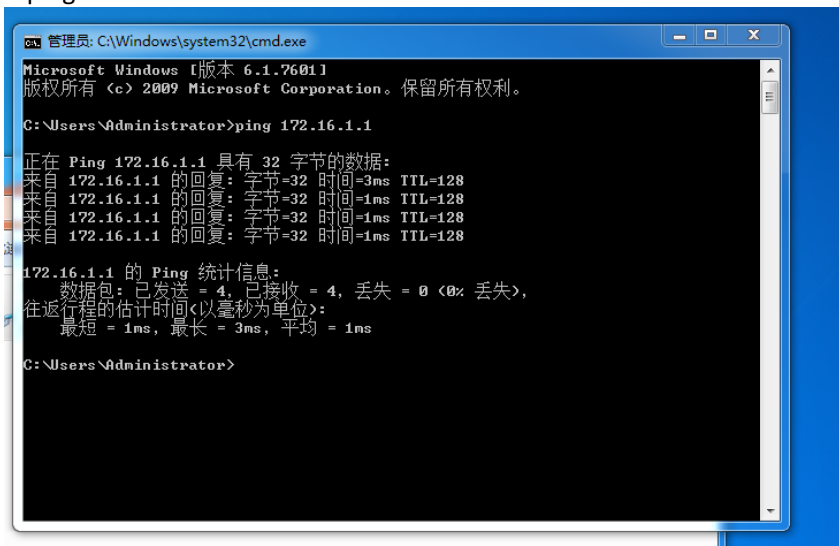 管理员: C:\Windows\system32\cmd.exe
Microsoft Windows [版本 6.1.7601]
版权所有 (c) 2009 Microsoft Corporation。保留所有权利。
C:\Users\Administrator>ping 172.16.1.1
正在 Ping 172.16.1.1 具有 32 字节的数据:
来自 172.16.1.1 的回复: 字节=32 时间=3ms TTL=128
来自 172.16.1.1 的回复: 字节=32 时间=1ms TTL=128
来自 172.16.1.1 的回复: 字节=32 时间=1ms TTL=128
来自 172.16.1.1 的回复: 字节=32 时间=1ms TTL=128
172.16.1.1 的 Ping 统计信息:
数据包: 已发送 = 4，已接收 = 4，丢失 = 0 (0% 丢失)，
往返行程的估计时间(以毫秒为单位):
最短 = 1ms，最长 = 3ms，平均 = 1ms
C:\Users\Administrator>